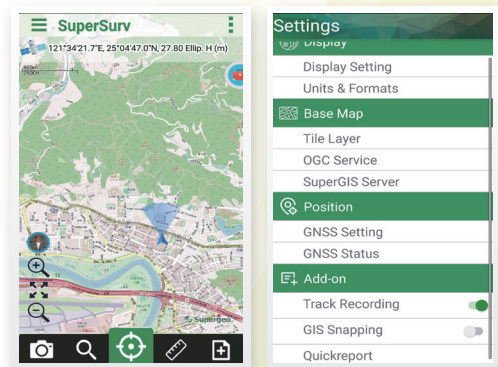 SuperSurv
121°34'21.7"E, 25°04'47.0"N, 27.80 Ellip. H (m)
Supergeo
Settings
Display
Display Setting
Units & Formats
Base Map
Tile Layer
OGC Service
SuperGIS Server
Position
GNSS Setting
GNSS Status
Add-on
Track Recording
GIS Snapping
Quickreport